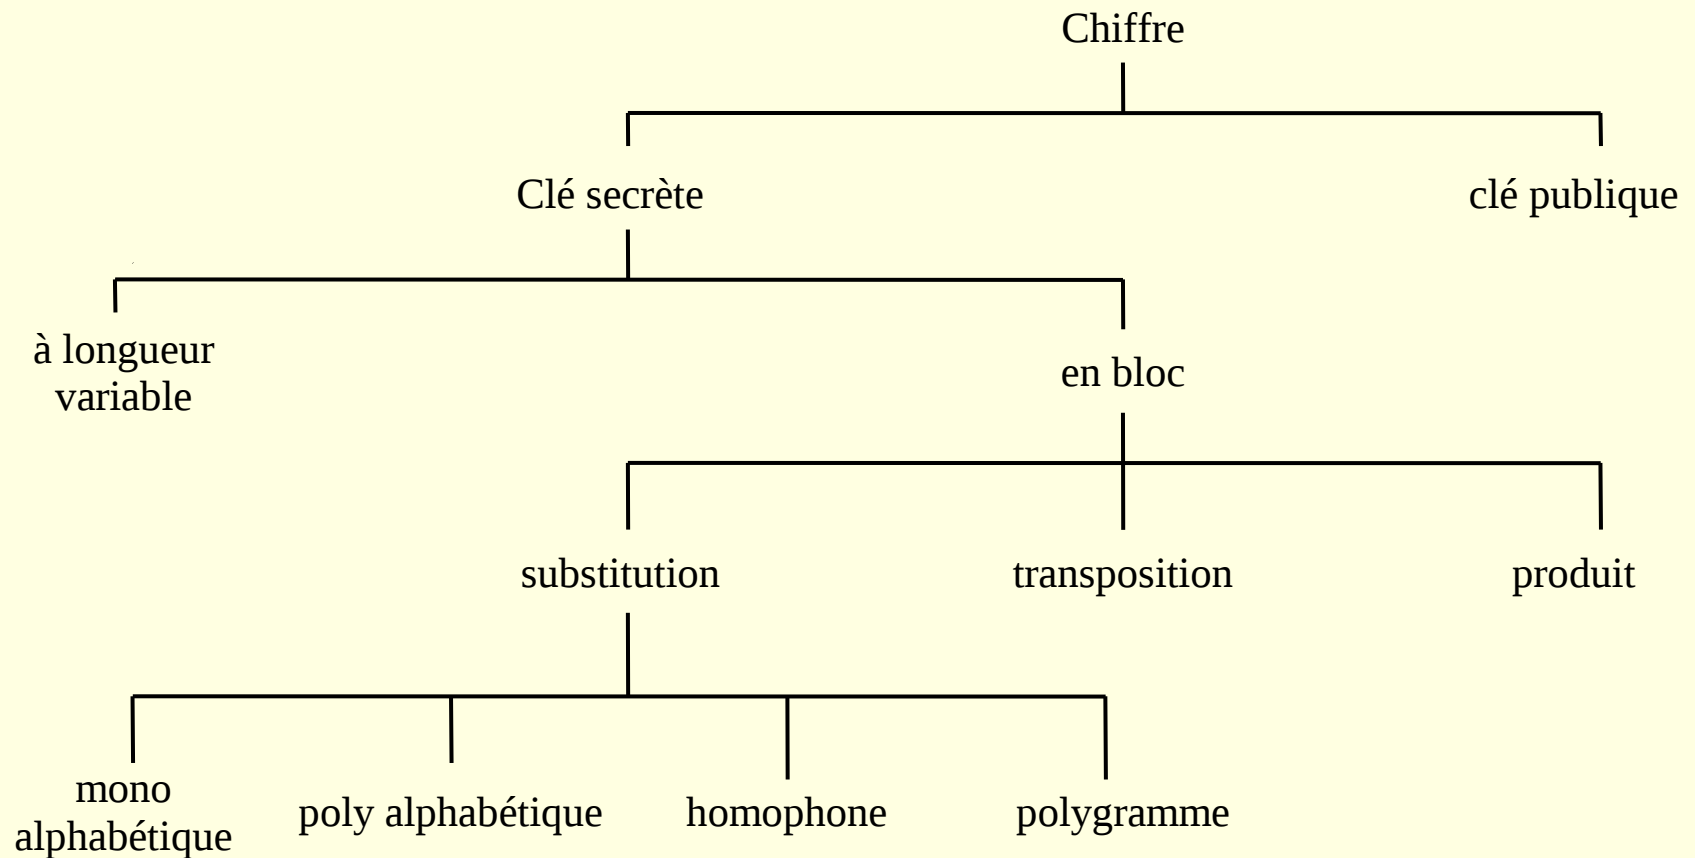 Chiffre
Clé secrète
clé publique
à longueur
variable
en bloc
substitution
transposition
produit
mono
alphabétique
poly alphabétique
homophone
polygramme